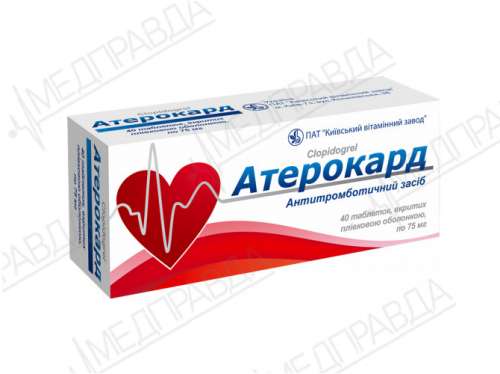 МЕДПРАВДА
Clopidogrel
Атерокард
40 таблеток, вкритих
плівковою оболонкою,
по 75 мг
ПАТ "Київський вітамінний завод"
Clopidogrel
Атерокард
Антитромботичний засіб
40 таблеток, вкритих
плівковою оболонкою,
по 75 мг
Clopidogrel
Атерокард
МЕДПРАВДА